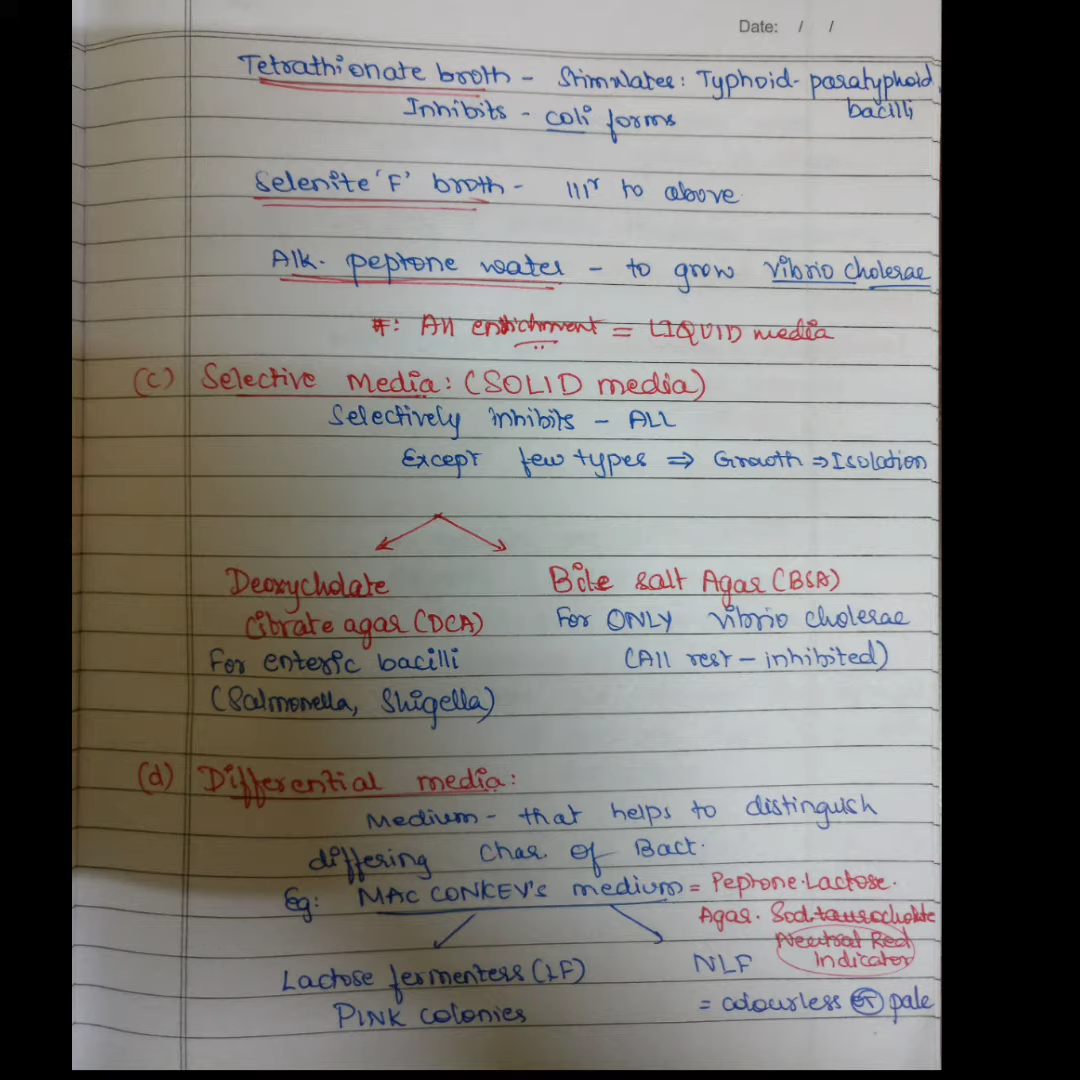 Date: / /
Tetrathionate broth - Stimulates: Typhoid-paratyphoid
bacilli
Inhibits - coli forms
Selenite 'F' broth - |||r to above
Alk. peptone water - to grow vibrio cholerae
#: All enrichment = LIQUID media
(c) Selective Media: (SOLID media)
Selectively inhibits - ALL
Except few types ⇒ Growth ⇒ Isolation
Deoxycholate
Citrate agar (DCA)
For enteric bacilli
(Salmonella, Shigella)
Bile salt Agar (BSA)
For ONLY vibrio cholerae
(All rest - inhibited)
(d) Differential media:
Medium - that helps to distinguish
differing Char. of Bact.
Eg: MAC CONKEY's medium = Peptone. Lactose.
Agar. Sod. taurocholate
Neutral Red
Indicator
Lactose fermenters (LF)
PINK colonies
NLF
= colourless or pale